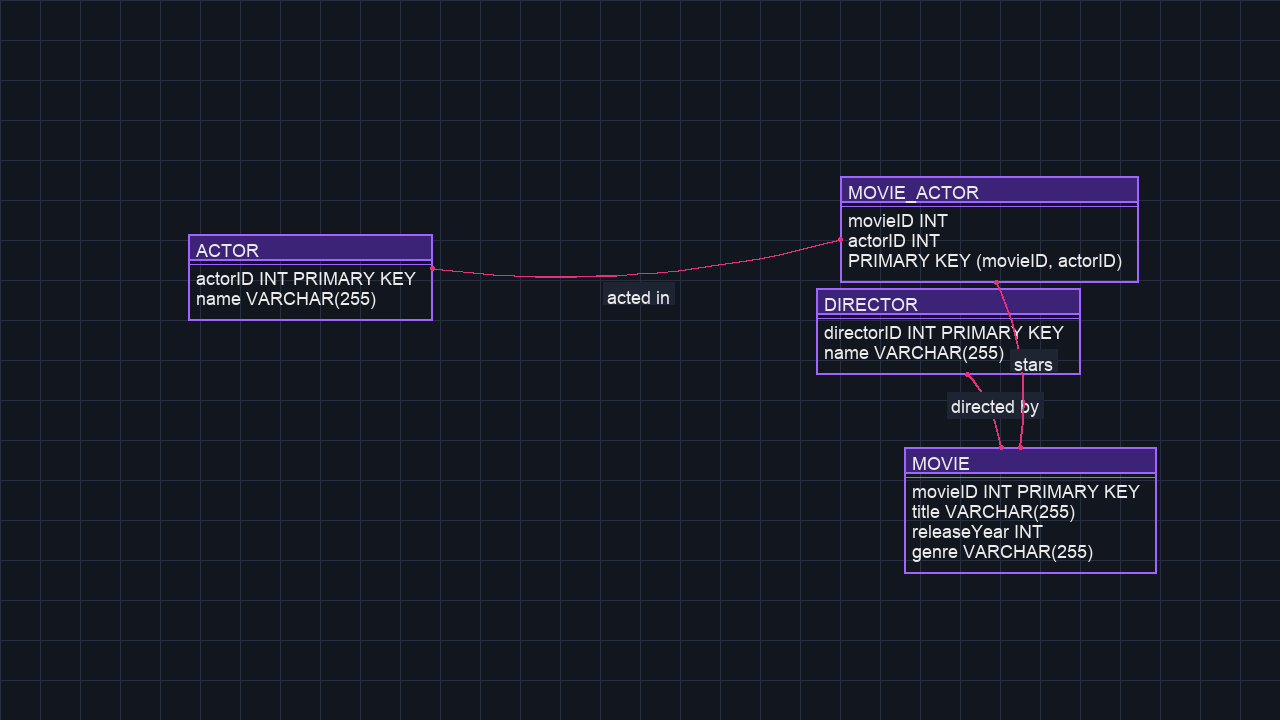 MOVIE_ACTOR
movieID INT
actorID INT
PRIMARY KEY (movieID, actorID)
ACTOR
actorID INT PRIMARY KEY
name VARCHAR(255)
acted in
DIRECTOR
directorID INT PRIMARY KEY
name VARCHAR(255)
stars
directed by
MOVIE
movieID INT PRIMARY KEY
title VARCHAR(255)
releaseYear INT
genre VARCHAR(255)